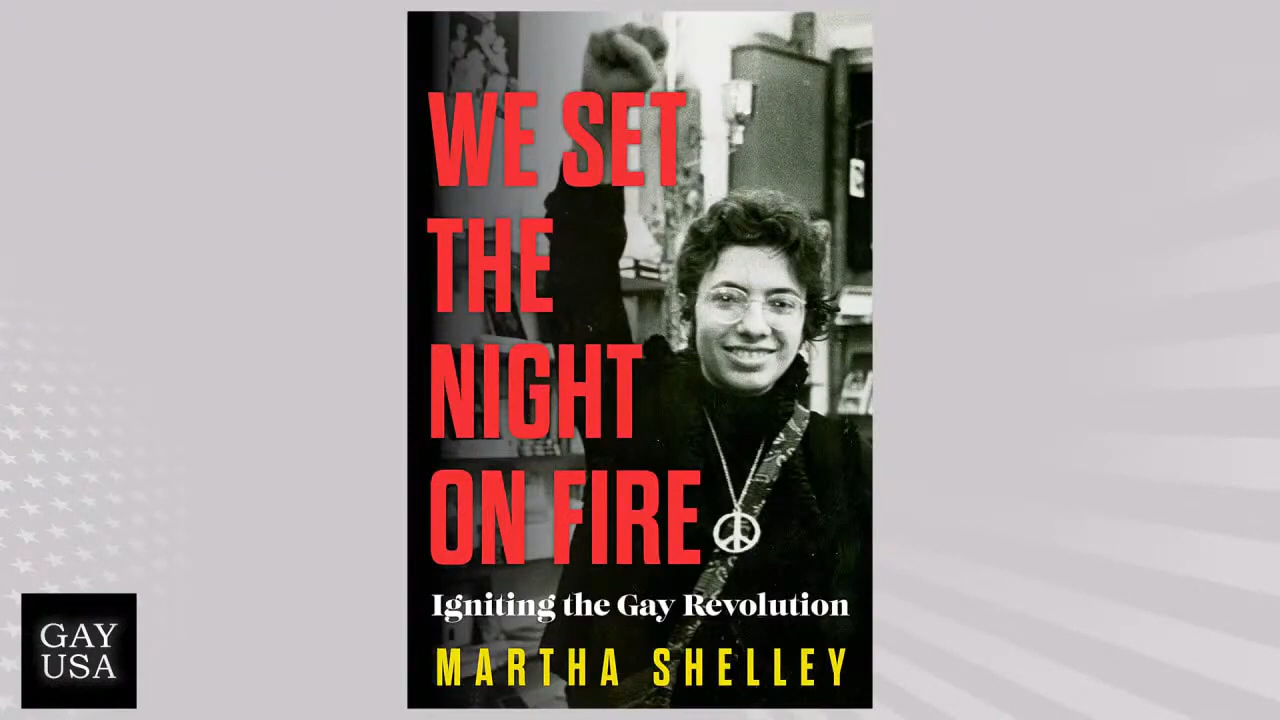 WE SET
THE
NIGHT
ON FIRE
Igniting the Gay Revolution
MARTHA SHELLEY
GAY
USA